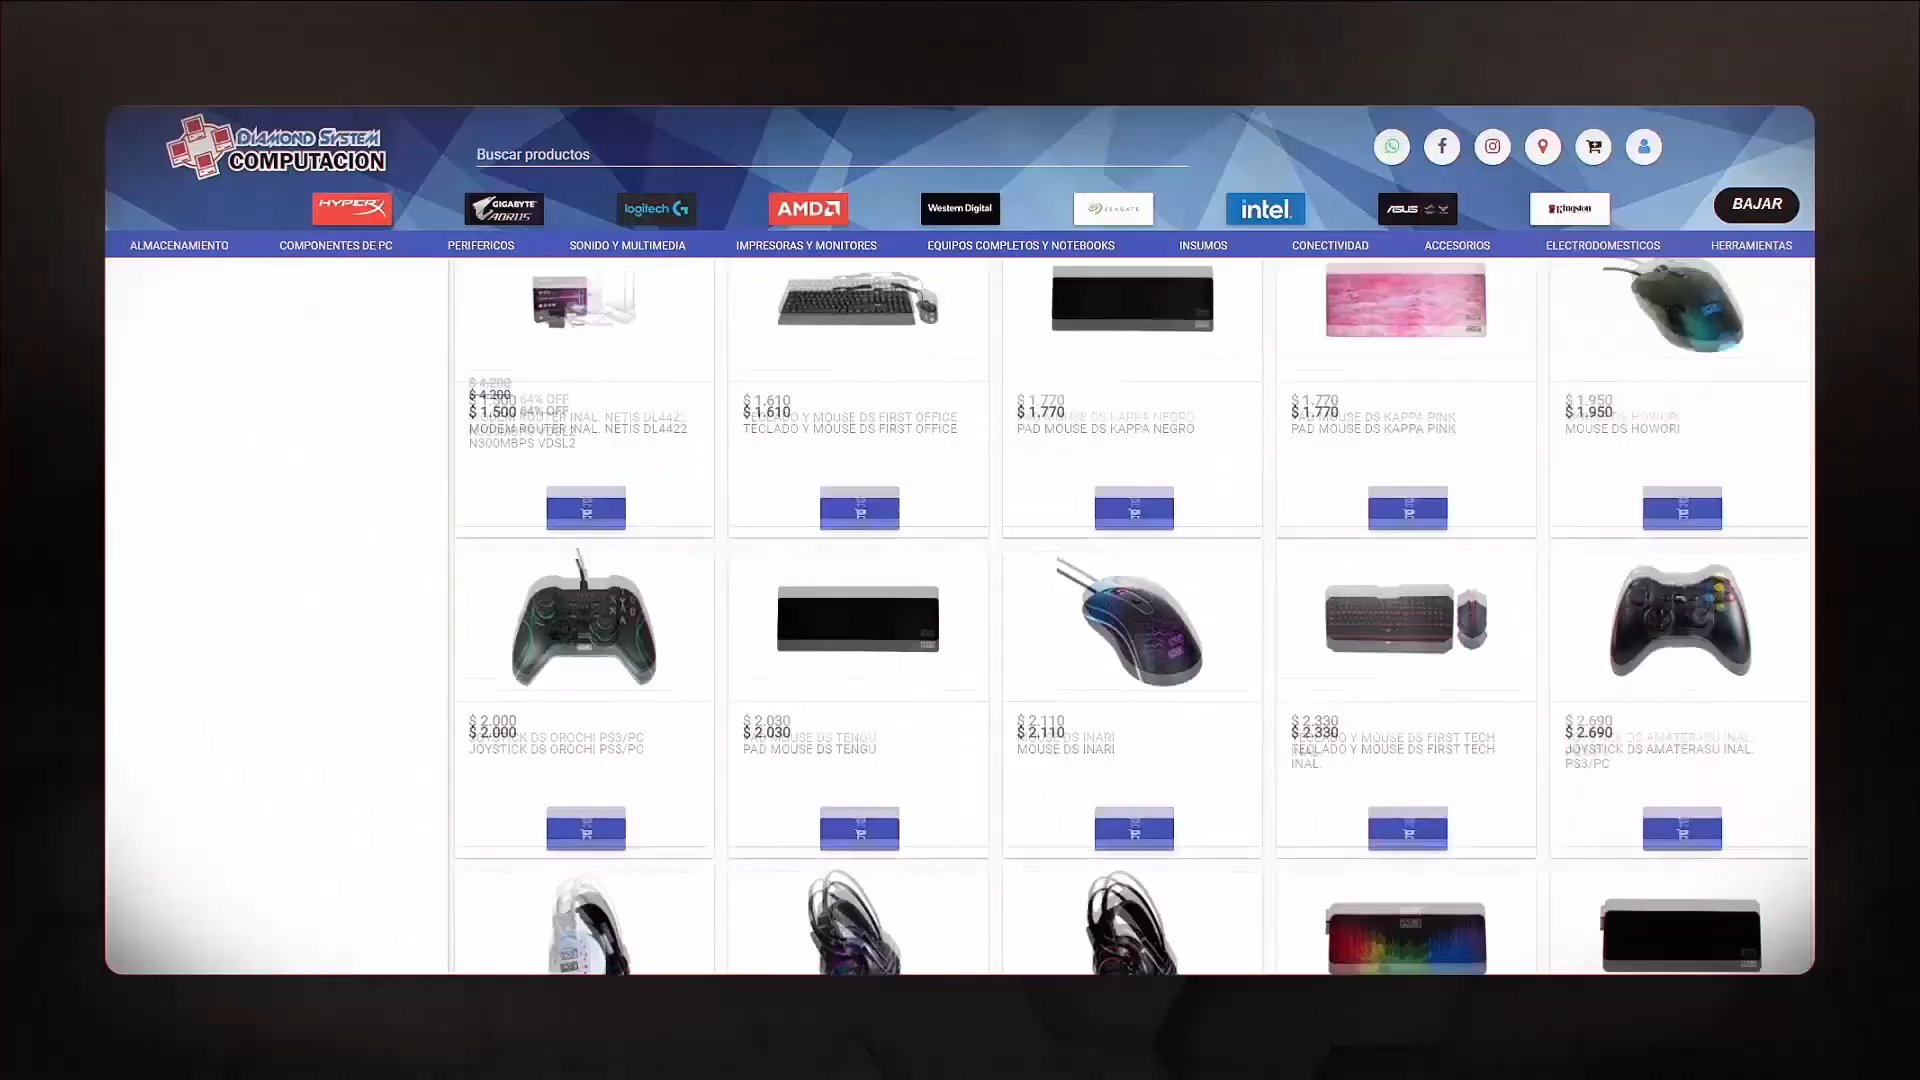 DIAMOND SYSTEM
COMPUTACION
Buscar productos
HYPERX
GIGABYTE
AORUS
logitech G
AMD
Western Digital
SEAGATE
intel.
ASUS
Kingston
BAJAR
ALMACENAMIENTO
COMPONENTES DE PC
PERIFERICOS
SONIDO Y MULTIMEDIA
IMPRESORAS Y MONITORES
EQUIPOS COMPLETOS Y NOTEBOOKS
INSUMOS
CONECTIVIDAD
ACCESORIOS
ELECTRODOMESTICOS
HERRAMIENTAS
$ 4.200
$ 1.500 64% OFF
MODEM ROUTER INAL. NETIS DL4422
N300MBPS VDSL2
$ 1.610
TECLADO Y MOUSE DS FIRST OFFICE
$ 1.770
PAD MOUSE DS KAPPA NEGRO
$ 1.770
PAD MOUSE DS KAPPA PINK
$ 1.950
MOUSE DS HOWORI
$ 2.000
JOYSTICK DS OROCHI PS3/PC
$ 2.030
PAD MOUSE DS TENGU
$ 2.110
MOUSE DS INARI
$ 2.330
TECLADO Y MOUSE DS FIRST TECH
INAL.
$ 2.690
JOYSTICK DS AMATERASU INAL.
PS3/PC